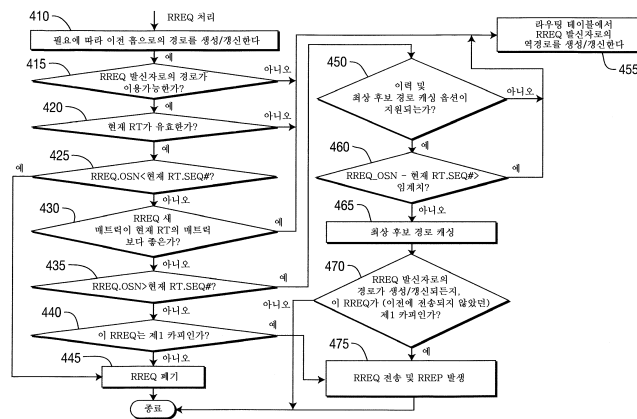 RREQ 처리
410
필요에 따라 이전 홉으로의 경로를 생성/갱신한다
415
예
RREQ 발신자로의 경로가
이용가능한가?
아니오
420
예
현재 RT가 유효한가?
아니오
425
예
RREQ.OSN<현재 RT.SEQ#?
예
430
아니오
RREQ 새
매트릭이 현재 RT의 매트릭
보다 좋은가?
예
435
아니오
RREQ.OSN>현재 RT.SEQ#?
예
440
아니오
이 RREQ는 제1 카피인가?
예
445
아니오
RREQ 폐기
종료
라우팅 테이블에서
RREQ 발신자로의
역경로를 생성/갱신한다
455
450
이력 및
최상 후보 경로 캐싱 옵션이
지원되는가?
아니오
460
예
RREQ_OSN - 현재 RT.SEQ#>
임계치?
예
465
아니오
최상 후보 경로 캐싱
470
RREQ 발신자로의
경로가 생성/갱신되든지,
이 RREQ가 (이전에 전송되지 않았던)
제1 카피인가?
아니오
475
예
RREQ 전송 및 RREP 발생